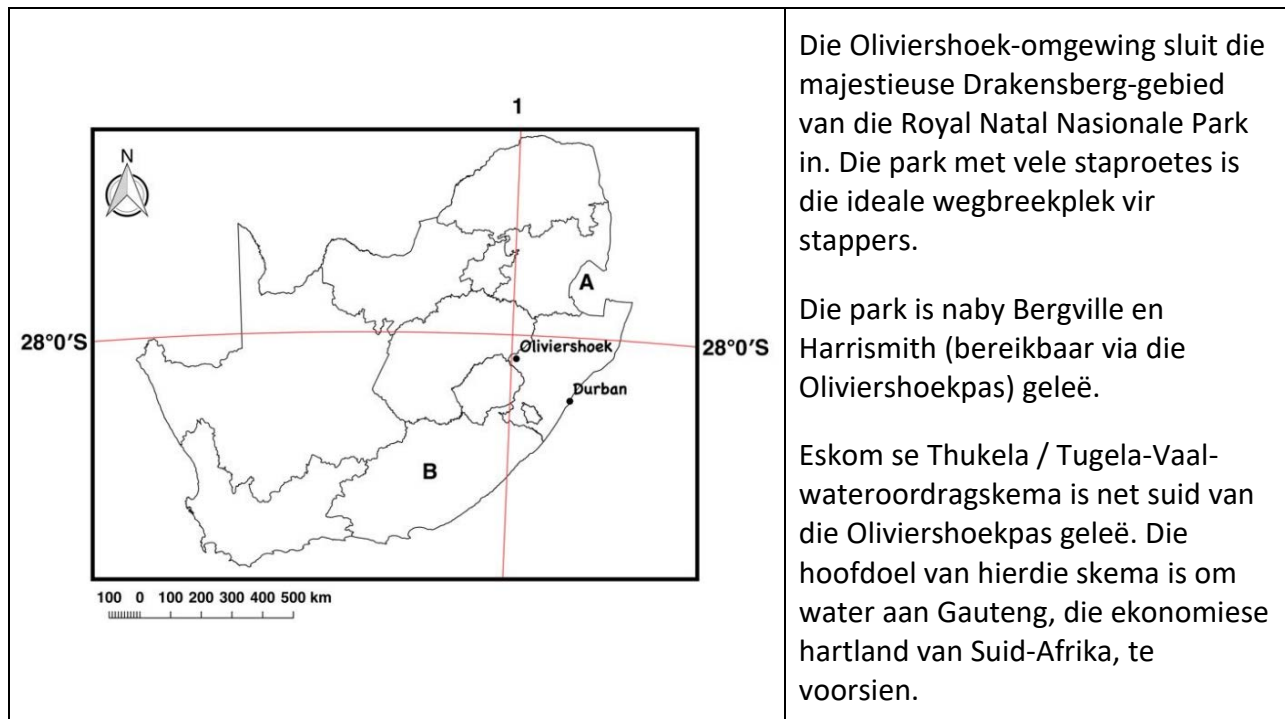 1
N
A
28°0'S
28°0'S
Oliviershoek
Durban
B
100 0 100 200 300 400 500 km
Die Oliviershoek-omgewing sluit die
majestieuse Drakensberg-gebied
van die Royal Natal Nasionale Park
in. Die park met vele staproetes is
die ideale wegbreekplek vir
stappers.
Die park is naby Bergville en
Harrismith (bereikbaar via die
Oliviershoekpas) geleë.
Eskom se Thukela / Tugela-Vaal-
wateroordragskema is net suid van
die Oliviershoekpas geleë. Die
hoofdoel van hierdie skema is om
water aan Gauteng, die ekonomiese
hartland van Suid-Afrika, te
voorsien.